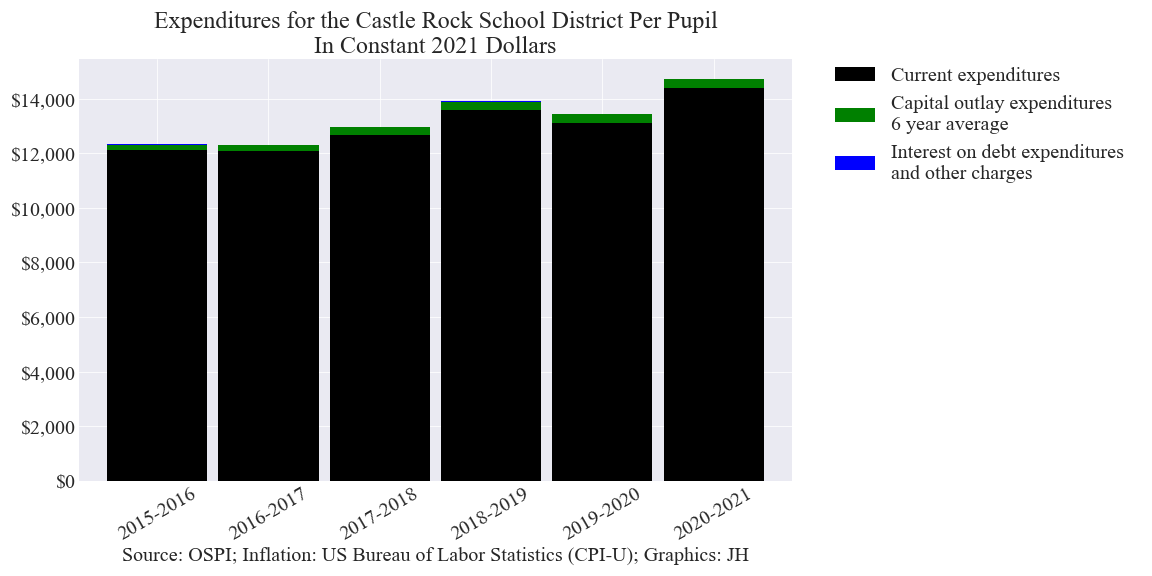 Expenditures for the Castle Rock School District Per Pupil
In Constant 2021 Dollars
$14,000
$12,000
$10,000
$8,000
$6,000
$4,000
$2,000
$0
2015-2016
2016-2017
2017-2018
2018-2019
2019-2020
2020-2021
Source: OSPI; Inflation: US Bureau of Labor Statistics (CPI-U); Graphics: JH
Current expenditures
Capital outlay expenditures
6 year average
Interest on debt expenditures
and other charges